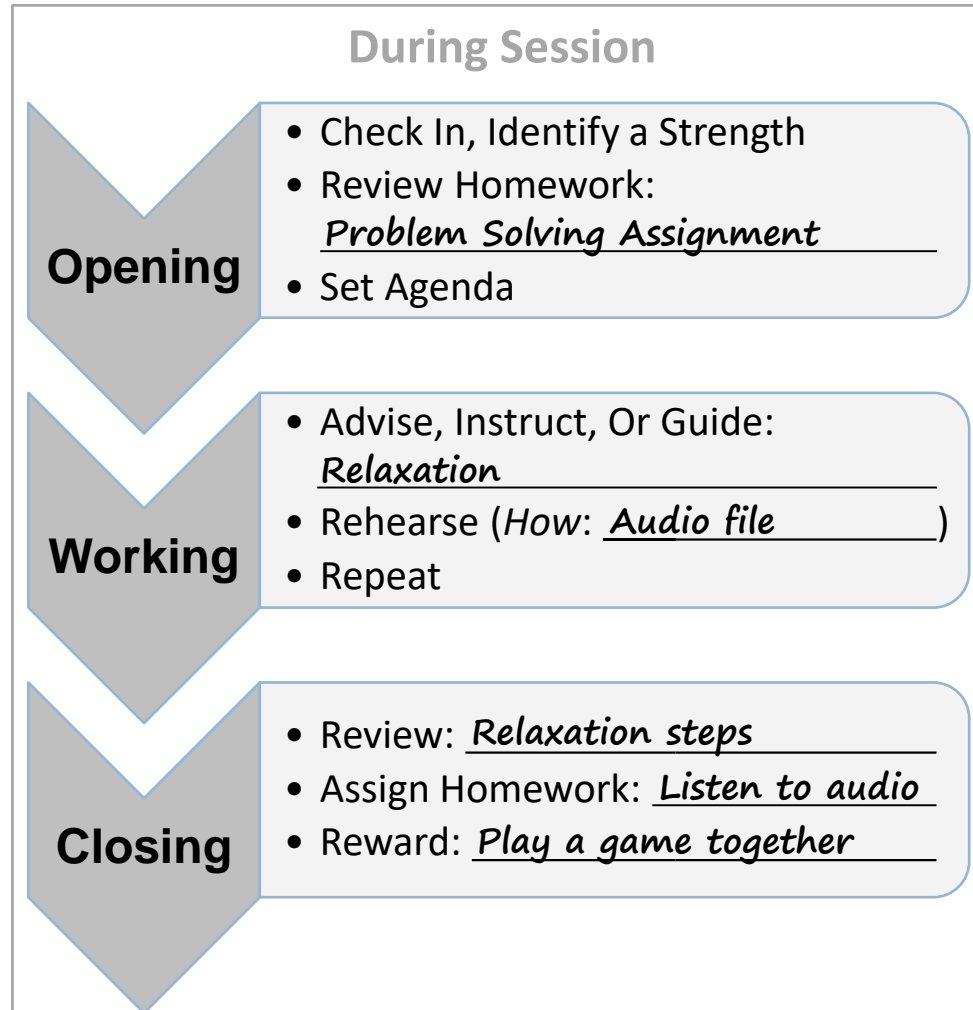 During Session
Opening
• Check In, Identify a Strength
• Review Homework:
Problem Solving Assignment
• Set Agenda
Working
• Advise, Instruct, Or Guide:
Relaxation
• Rehearse (How: Audio file )
• Repeat
Closing
• Review: Relaxation steps
• Assign Homework: Listen to audio
• Reward: Play a game together